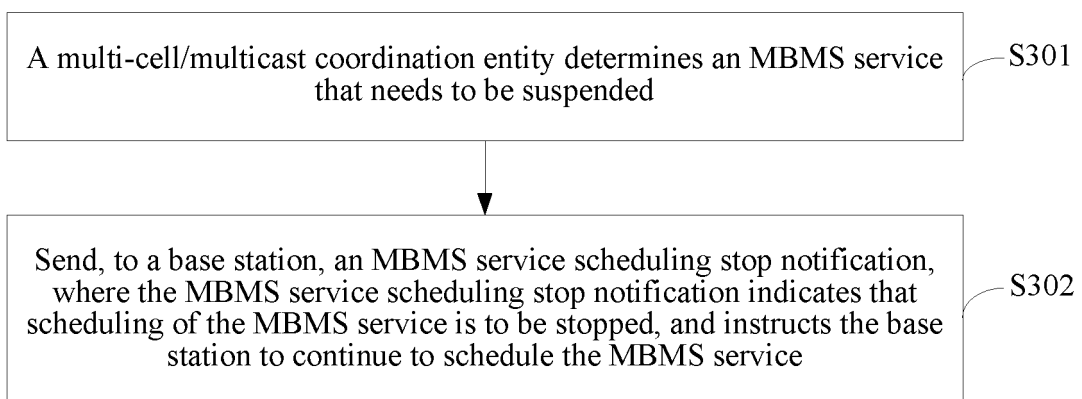 A multi-cell/multicast coordination entity determines an MBMS service
that needs to be suspended
S301
Send, to a base station, an MBMS service scheduling stop notification,
where the MBMS service scheduling stop notification indicates that
scheduling of the MBMS service is to be stopped, and instructs the base
station to continue to schedule the MBMS service
S302